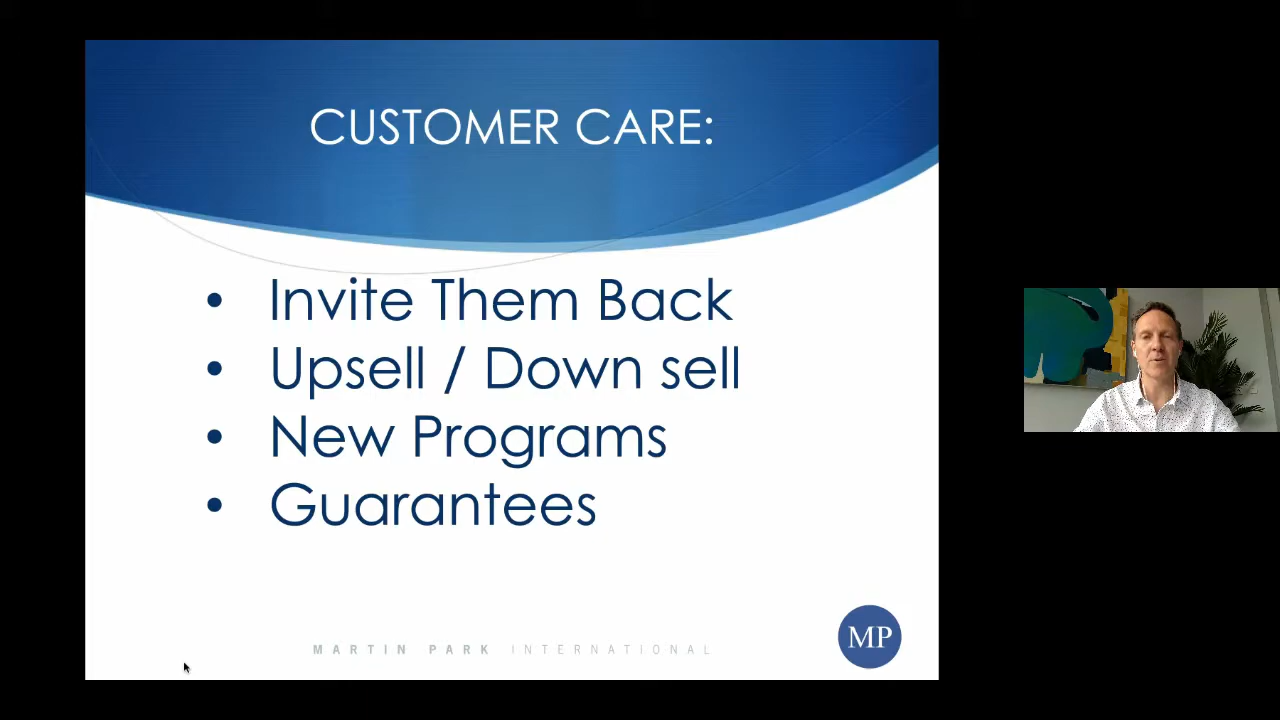 CUSTOMER CARE:
• Invite Them Back
• Upsell / Down sell
• New Programs
• Guarantees
MARTIN PARK INTERNATIONAL
MP